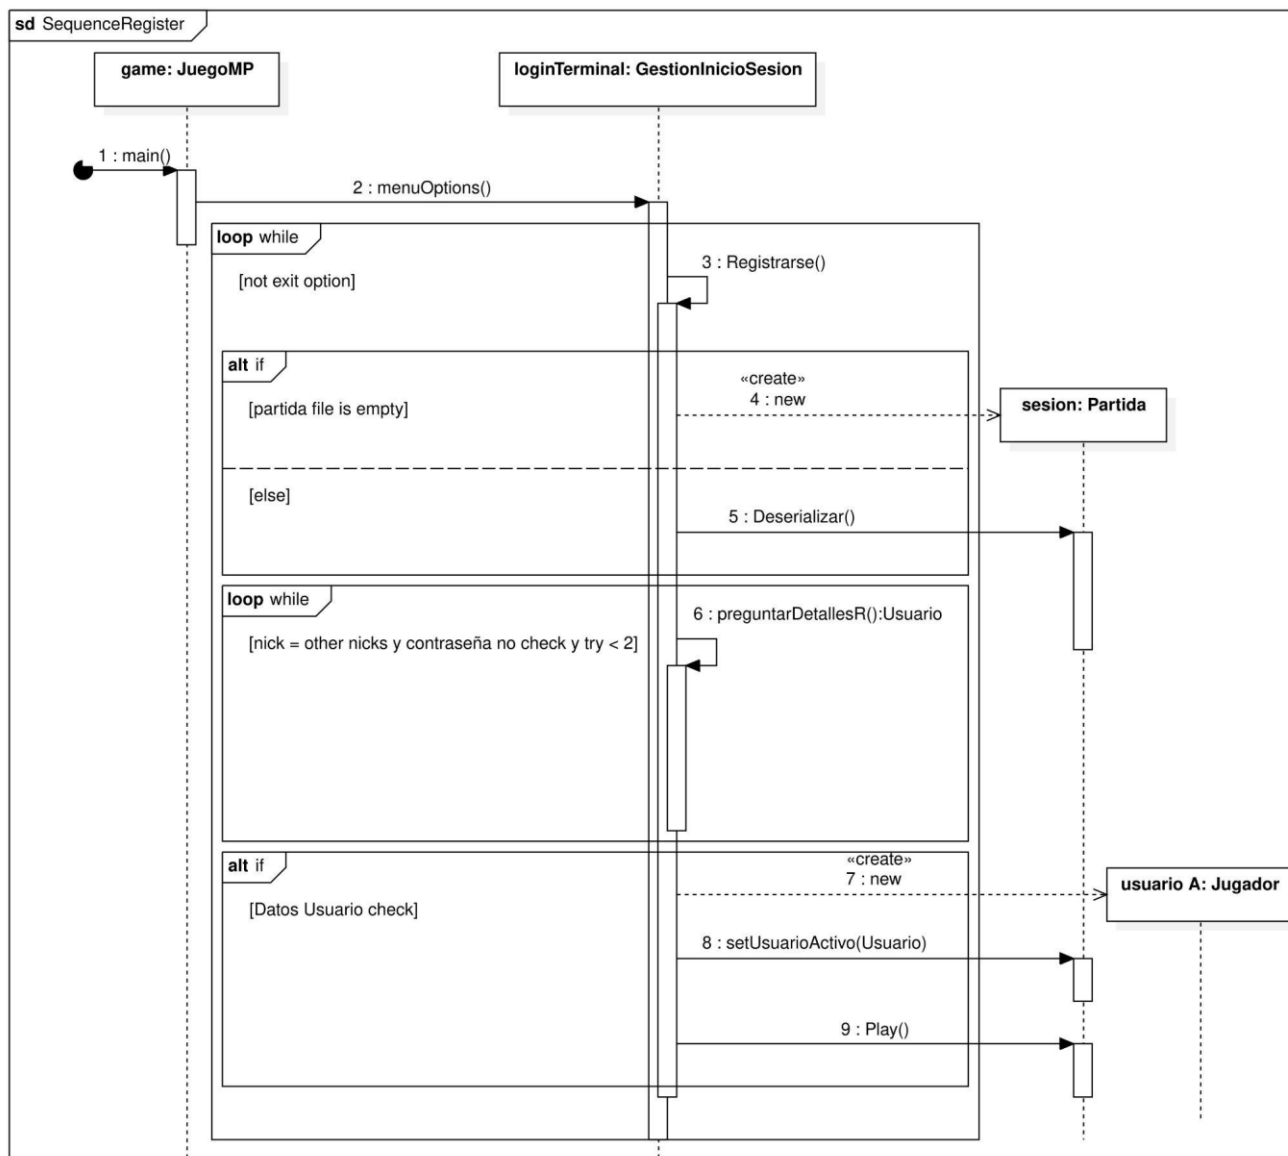 sd SequenceRegister
game: JuegoMP
loginTerminal: GestionInicioSesion
1 : main()
2 : menuOptions()
loop while
3 : Registrarse()
[not exit option]
alt if
«create»
4 : new
[partida file is empty]
sesion: Partida
[else]
5 : Deserializar()
loop while
6 : preguntarDetallesR():Usuario
[nick = other nicks y contraseña no check y try < 2]
alt if
«create»
7 : new
usuario A: Jugador
[Datos Usuario check]
8 : setUsuarioActivo(Usuario)
9 : Play()